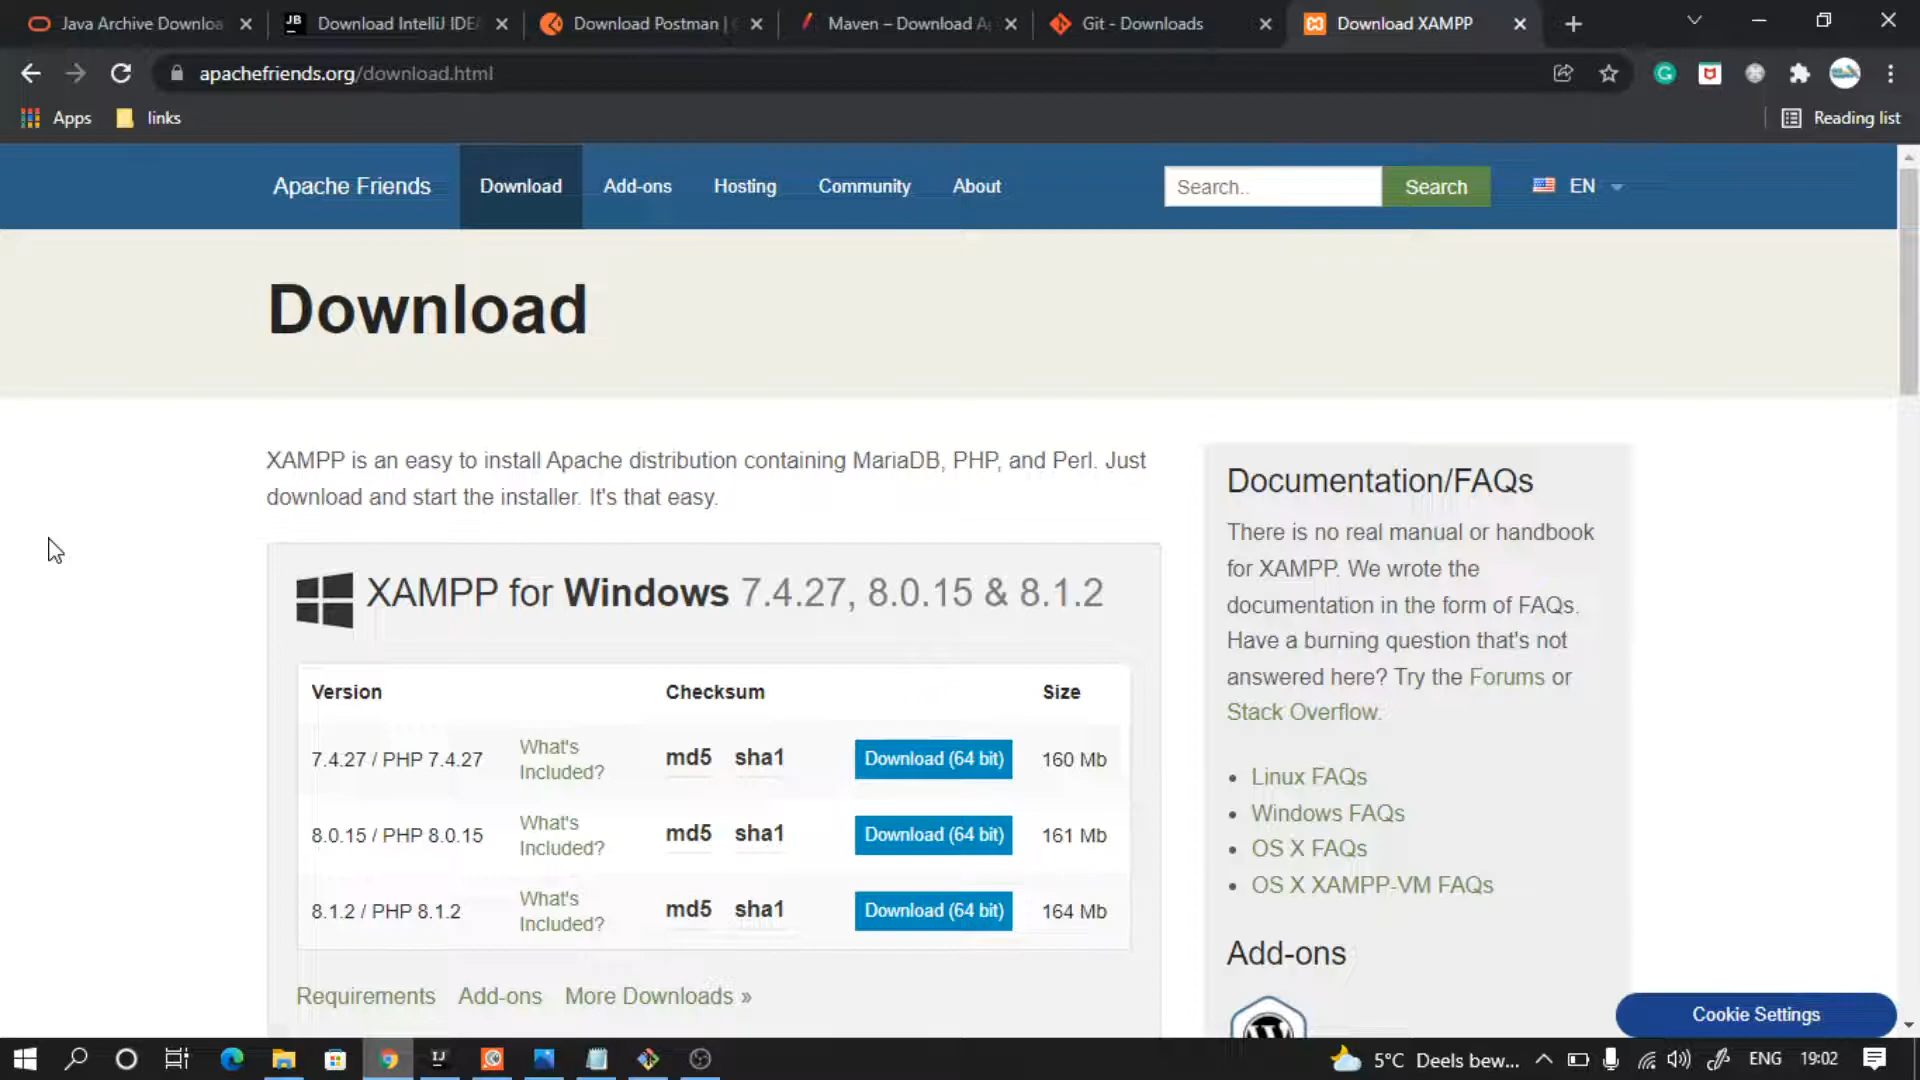 Java Archive Downloa
Download IntelliJ IDEA
Download Postman |
Maven – Download A
Git - Downloads
Download XAMPP
apachefriends.org/download.html
Apps
links
Reading list
Apache Friends
Download
Add-ons
Hosting
Community
About
Search..
Search
EN
Download
XAMPP is an easy to install Apache distribution containing MariaDB, PHP, and Perl. Just
download and start the installer. It's that easy.
XAMPP for Windows 7.4.27, 8.0.15 & 8.1.2
Version Checksum Size
7.4.27 / PHP 7.4.27 What's Included? md5 sha1 Download (64 bit) 160 Mb
8.0.15 / PHP 8.0.15 What's Included? md5 sha1 Download (64 bit) 161 Mb
8.1.2 / PHP 8.1.2 What's Included? md5 sha1 Download (64 bit) 164 Mb
Requirements Add-ons More Downloads »
Documentation/FAQs
There is no real manual or handbook
for XAMPP. We wrote the
documentation in the form of FAQs.
Have a burning question that's not
answered here? Try the Forums or
Stack Overflow.
Linux FAQs
Windows FAQs
OS X FAQs
OS X XAMPP-VM FAQs
Add-ons
Cookie Settings
5°C Deels bew...
ENG
19:02